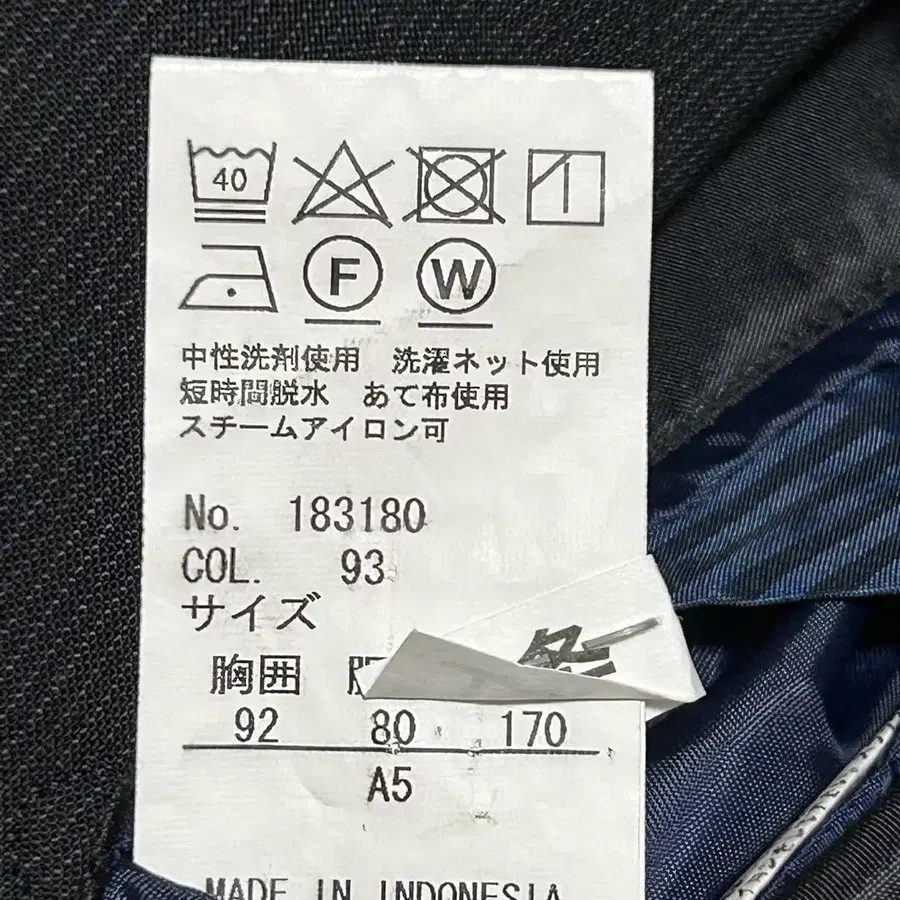 40
F W
中性洗剤使用 洗濯ネット使用
短時間脱水 あて布使用
スチームアイロン可
No. 183180
COL. 93
サイズ
胸囲
92 80 170
A5
MADE IN INDONESIA